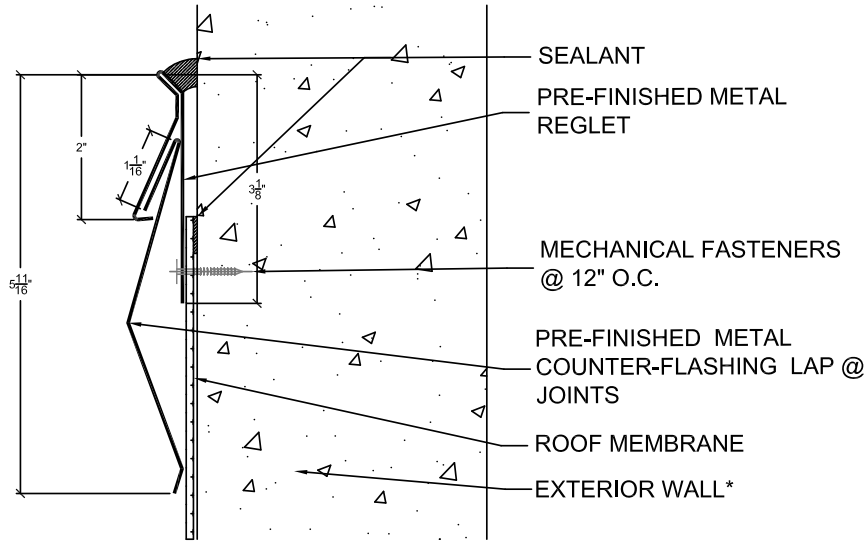 SEALANT
PRE-FINISHED METAL
REGLET
2"
1 1/16"
3 1/8"
MECHANICAL FASTENERS
@ 12" O.C.
5 11/16"
PRE-FINISHED METAL
COUNTER-FLASHING LAP @
JOINTS
ROOF MEMBRANE
EXTERIOR WALL*